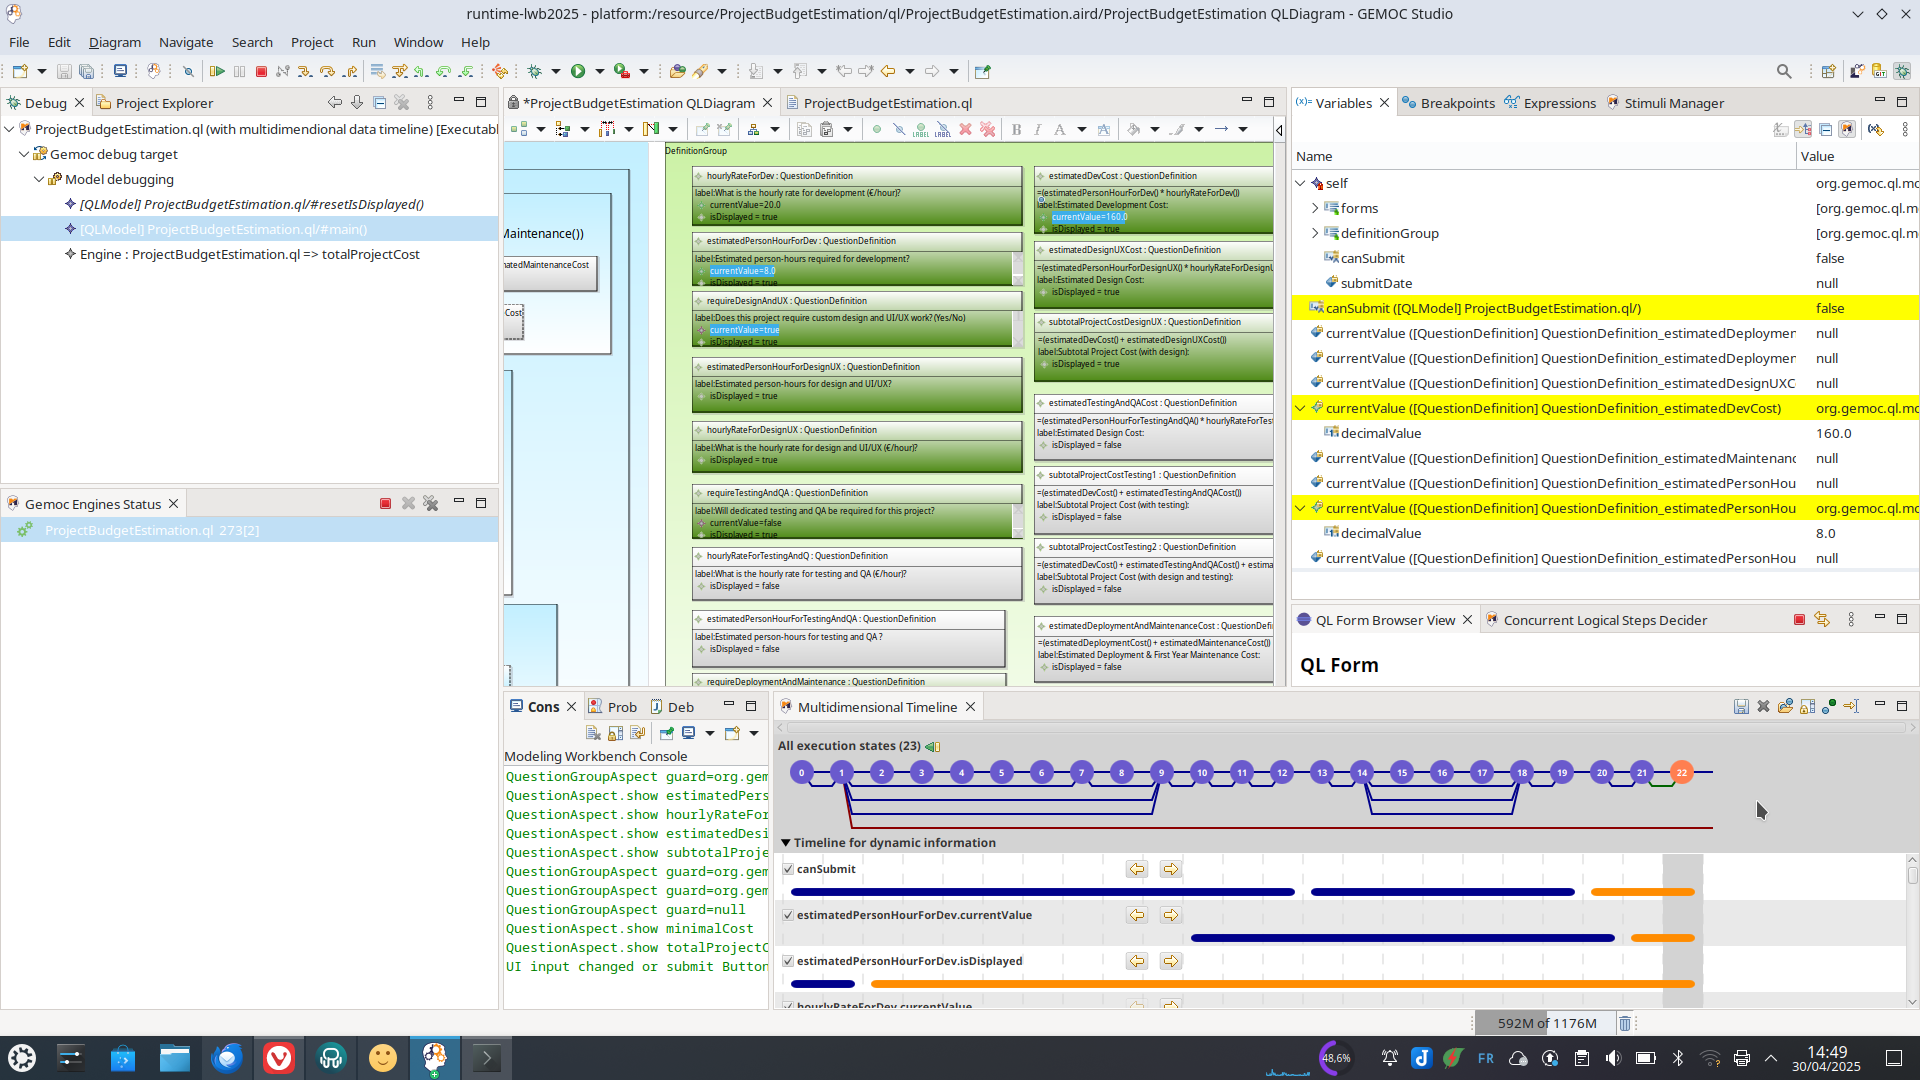 runtime-lwb2025 - platform:/resource/ProjectBudgetEstimation/ql/ProjectBudgetEstimation.aird/ProjectBudgetEstimation QLDiagram - GEMOC Studio
File Edit Diagram Navigate Search Project Run Window Help
Debug
Project Explorer
ProjectBudgetEstimation.ql (with multidimendional data timeline) [Executabl
Gemoc debug target
Model debugging
[QLModel] ProjectBudgetEstimation.ql/#resetIsDisplayed()
[QLModel] ProjectBudgetEstimation.ql/#main()
Engine : ProjectBudgetEstimation.ql => totalProjectCost
Gemoc Engines Status
ProjectBudgetEstimation.ql 273[2]
*ProjectBudgetEstimation QLDiagram
ProjectBudgetEstimation.ql
Maintenance())
matedMaintenanceCost
Cost
DefinitionGroup
hourlyRateForDev : QuestionDefinition
label:What is the hourly rate for development (€/hour)?
currentValue=20.0
isDisplayed = true
estimatedPersonHourForDev : QuestionDefinition
label:Estimated person-hours required for development?
currentValue=8.0
isDisplayed = true
requireDesignAndUX : QuestionDefinition
label:Does this project require custom design and UI/UX work? (Yes/No)
currentValue=true
isDisplayed = true
estimatedPersonHourForDesignUX : QuestionDefinition
label:Estimated person-hours for design and UI/UX?
isDisplayed = true
hourlyRateForDesignUX : QuestionDefinition
label:What is the hourly rate for design and UI/UX (€/hour)?
isDisplayed = true
requireTestingAndQA : QuestionDefinition
label:Will dedicated testing and QA be required for this project?
currentValue=false
isDisplayed = true
hourlyRateForTestingAndQ : QuestionDefinition
label:What is the hourly rate for testing and QA (€/hour)?
isDisplayed = false
estimatedPersonHourForTestingAndQA : QuestionDefinition
label:Estimated person-hours for testing and QA ?
isDisplayed = false
requireDeploymentAndMaintenance : QuestionDefinition
estimatedDevCost : QuestionDefinition
=(estimatedPersonHourForDev() * hourlyRateForDev())
label:Estimated Development Cost:
currentValue=160.0
isDisplayed = true
estimatedDesignUXCost : QuestionDefinition
=(estimatedPersonHourForDesignUX() * hourlyRateForDesignU
label:Estimated Design Cost:
isDisplayed = true
subtotalProjectCostDesignUX : QuestionDefinition
=(estimatedDevCost() + estimatedDesignUXCost())
label:Subtotal Project Cost (with design):
isDisplayed = true
estimatedTestingAndQACost : QuestionDefinition
=(estimatedPersonHourForTestingAndQA() * hourlyRateForTest
label:Estimated Design Cost:
isDisplayed = false
subtotalProjectCostTesting1 : QuestionDefinition
=(estimatedDevCost() + estimatedTestingAndQACost())
label:Subtotal Project Cost (with testing):
isDisplayed = false
subtotalProjectCostTesting2 : QuestionDefinition
=(estimatedDevCost() + estimatedTestingAndQACost() + estima
label:Subtotal Project Cost (with design and testing):
isDisplayed = false
estimatedDeploymentAndMaintenanceCost : QuestionDefi
=(estimatedDeploymentCost() + estimatedMaintenanceCost())
label:Estimated Deployment & First Year Maintenance Cost:
isDisplayed = false
Variables
Breakpoints
Expressions
Stimuli Manager
Name Value
self org.gemoc.ql.mo
forms [org.gemoc.ql.m
definitionGroup [org.gemoc.ql.m
canSubmit false
submitDate null
canSubmit ([QLModel] ProjectBudgetEstimation.ql/) false
currentValue ([QuestionDefinition] QuestionDefinition_estimatedDeploymer null
currentValue ([QuestionDefinition] QuestionDefinition_estimatedDeploymer null
currentValue ([QuestionDefinition] QuestionDefinition_estimatedDesignUXC null
currentValue ([QuestionDefinition] QuestionDefinition_estimatedDevCost) org.gemoc.ql.mo
decimalValue 160.0
currentValue ([QuestionDefinition] QuestionDefinition_estimatedMaintenanc null
currentValue ([QuestionDefinition] QuestionDefinition_estimatedPersonHou null
currentValue ([QuestionDefinition] QuestionDefinition_estimatedPersonHou org.gemoc.ql.mo
decimalValue 8.0
currentValue ([QuestionDefinition] QuestionDefinition_estimatedPersonHou null
QL Form Browser View
Concurrent Logical Steps Decider
QL Form
Cons
Prob
Deb
Modeling Workbench Console
QuestionGroupAspect guard=org.gem
QuestionAspect.show estimatedPers
QuestionAspect.show hourlyRateFor
QuestionAspect.show estimatedDesi
QuestionAspect.show subtotalProje
QuestionGroupAspect guard=org.gem
QuestionGroupAspect guard=org.gem
QuestionGroupAspect guard=null
QuestionAspect.show minimalCost
QuestionAspect.show totalProjectC
UI input changed or submit Button
Multidimensional Timeline
All execution states (23)
0 1 2 3 4 5 6 7 8 9 10 11 12 13 14 15 16 17 18 19 20 21 22
Timeline for dynamic information
canSubmit
estimatedPersonHourForDev.currentValue
estimatedPersonHourForDev.isDisplayed
hourlyRateForDev.currentValue
592M of 1176M
48,6%
FR
14:49
30/04/2025